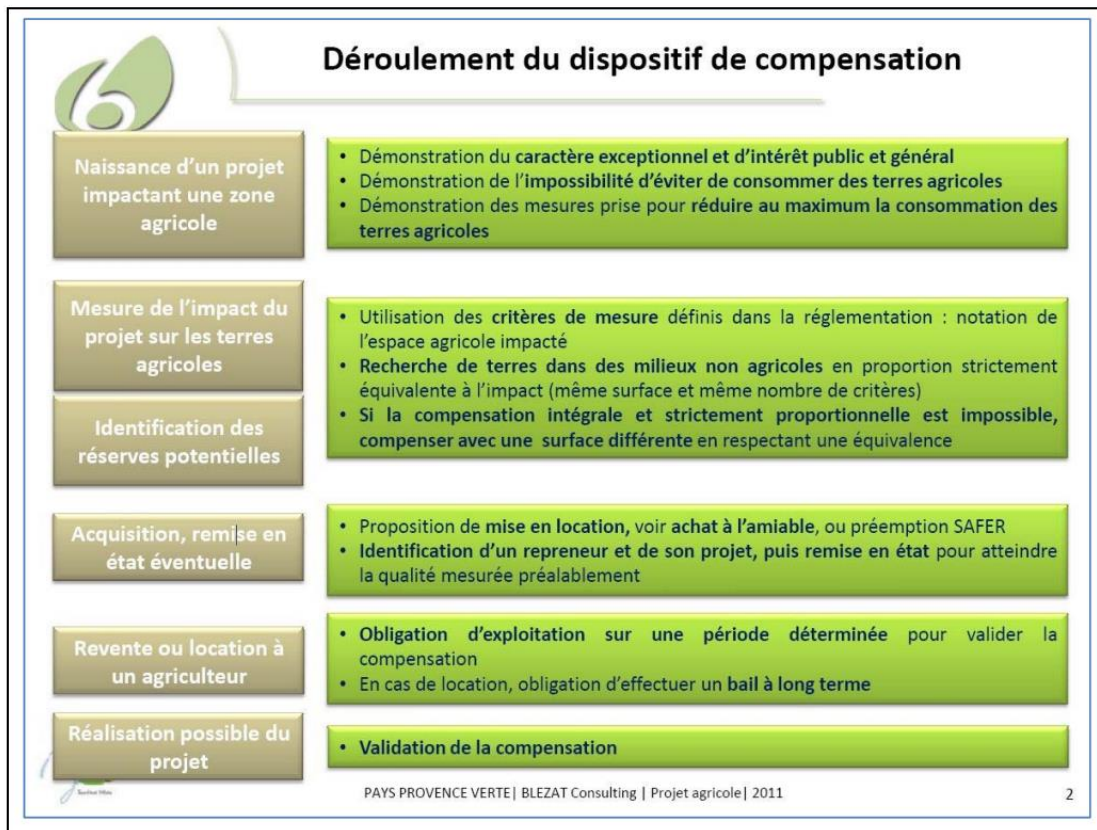 Déroulement du dispositif de compensation
Naissance d'un projet
impactant une zone
agricole
• Démonstration du caractère exceptionnel et d'intérêt public et général
• Démonstration de l'impossibilité d'éviter de consommer des terres agricoles
• Démonstration des mesures prise pour réduire au maximum la consommation des
terres agricoles
Mesure de l'impact du
projet sur les terres
agricoles
Identification des
réserves potentielles
• Utilisation des critères de mesure définis dans la réglementation : notation de
l'espace agricole impacté
• Recherche de terres dans des milieux non agricoles en proportion strictement
équivalente à l'impact (même surface et même nombre de critères)
• Si la compensation intégrale et strictement proportionnelle est impossible,
compenser avec une surface différente en respectant une équivalence
Acquisition, remise en
état éventuelle
• Proposition de mise en location, voir achat à l'amiable, ou préemption SAFER
• Identification d'un repreneur et de son projet, puis remise en état pour atteindre
la qualité mesurée préalablement
Revente ou location à
un agriculteur
• Obligation d'exploitation sur une période déterminée pour valider la
compensation
• En cas de location, obligation d'effectuer un bail à long terme
Réalisation possible du
projet
• Validation de la compensation
PAYS PROVENCE VERTE| BLEZAT Consulting | Projet agricole| 2011
2